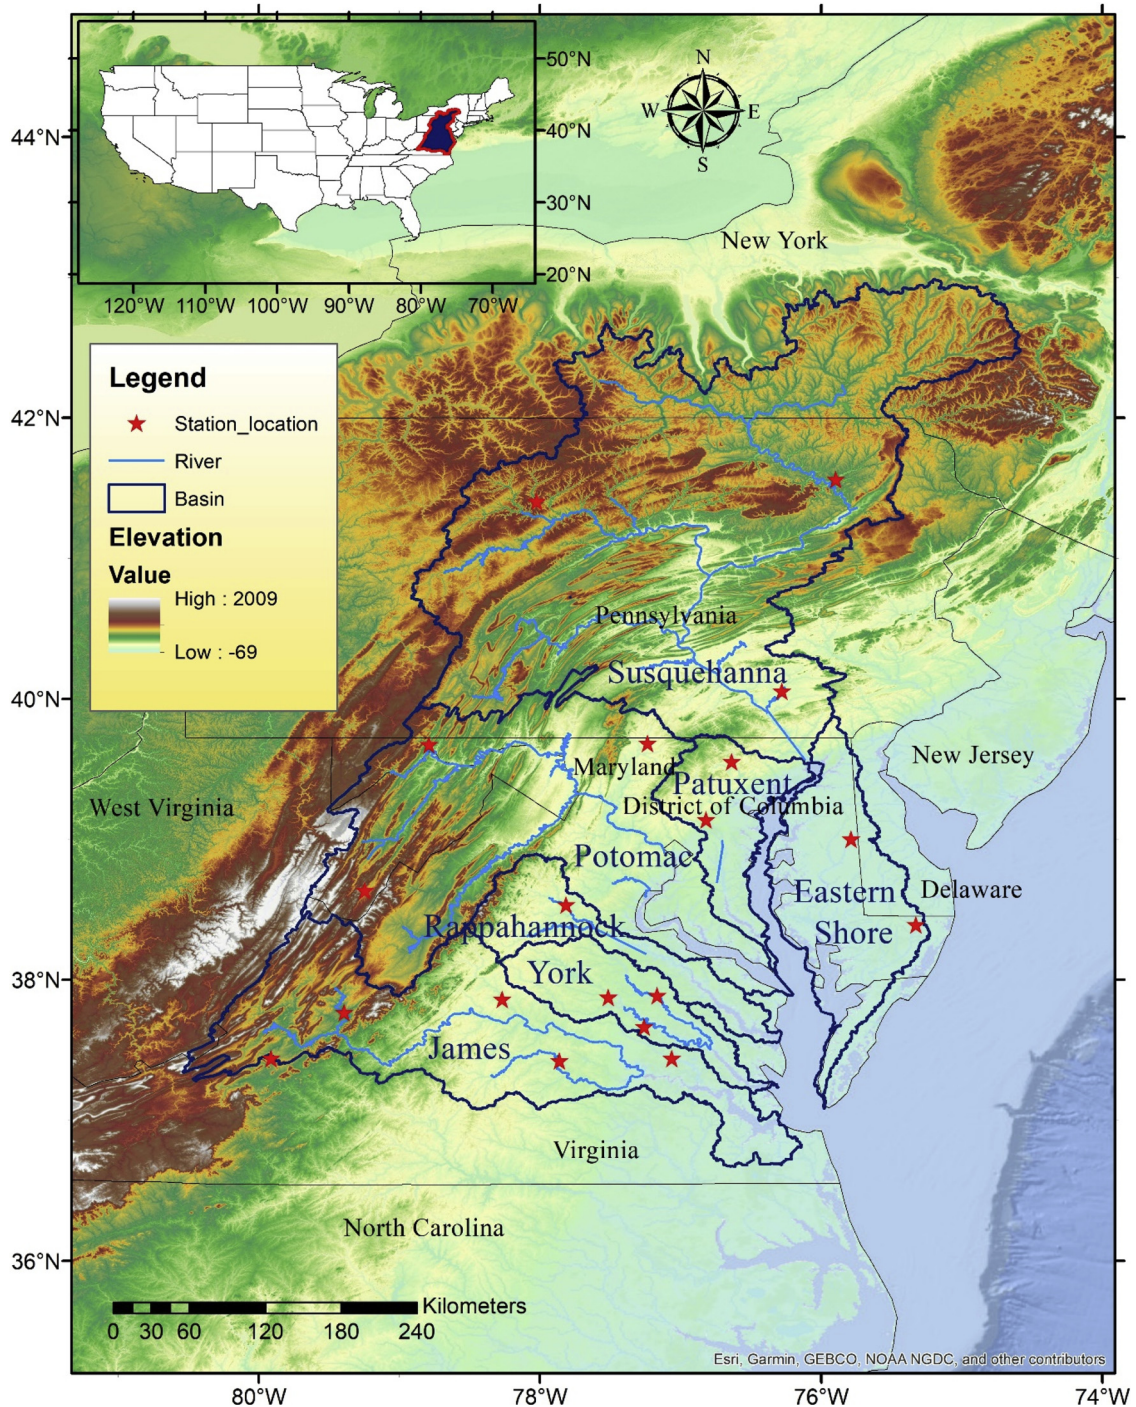 50°N
40°N
30°N
20°N
120°W 110°W 100°W 90°W 80°W 70°W
N
W E
S
44°N
42°N
40°N
38°N
36°N
New York
Legend
Station_location
River
Basin
Elevation
Value
High : 2009
Low : -69
Pennsylvania
Susquehanna
New Jersey
Maryland
Patuxent
West Virginia
District of Columbia
Potomac
Eastern
Shore
Delaware
Rappahannock
York
James
Virginia
North Carolina
Kilometers
0 30 60 120 180 240
Esri, Garmin, GEBCO, NOAA NGDC, and other contributors
80°W 78°W 76°W 74°W